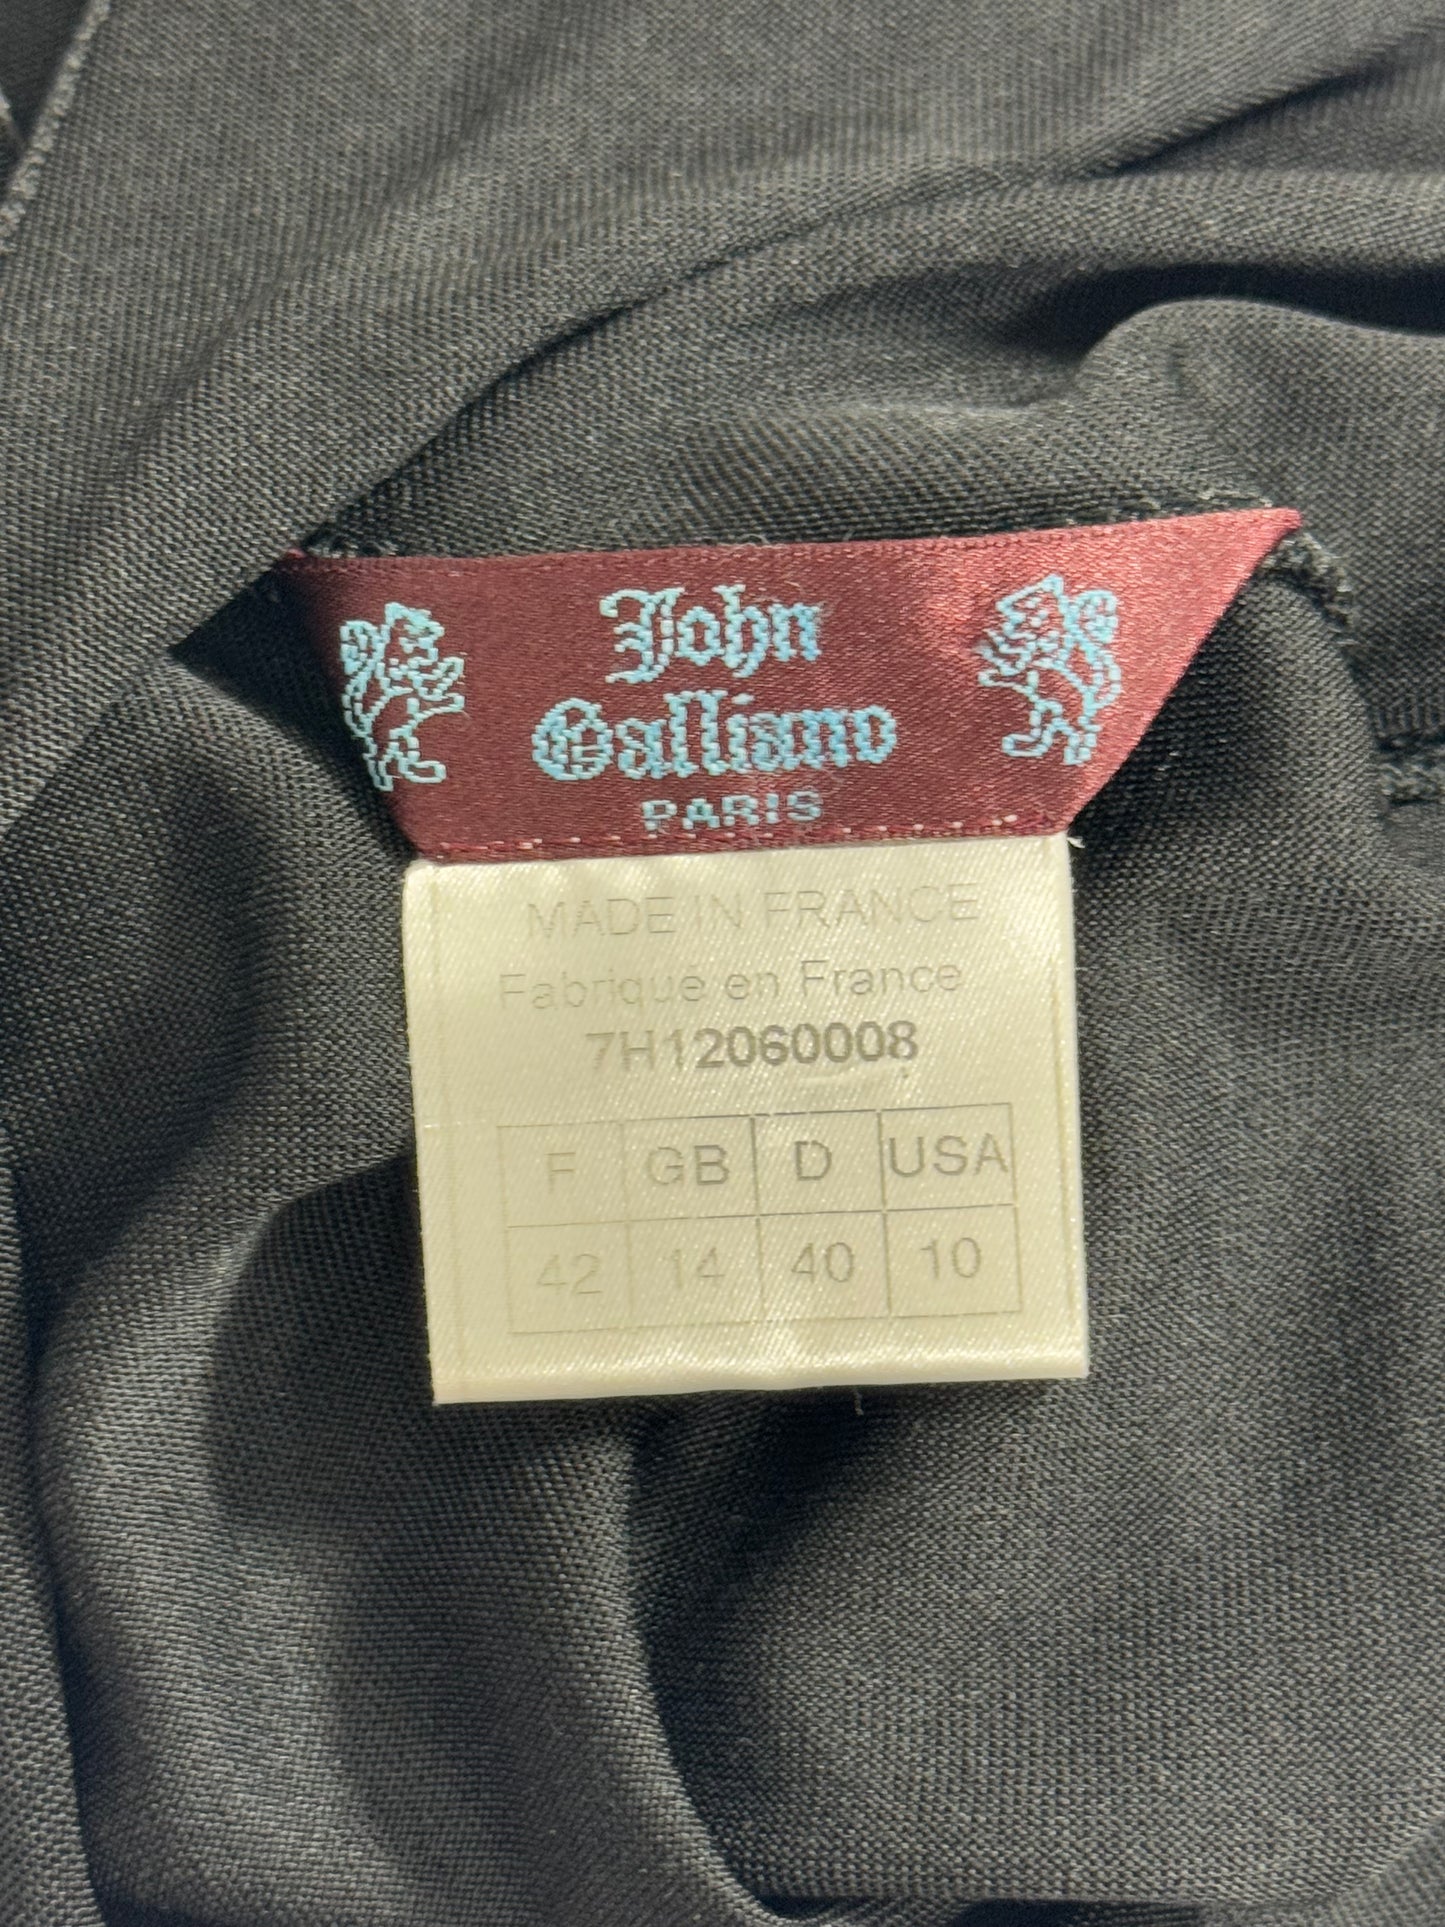 John
Galliano
PARIS
MADE IN FRANCE
Fabriqué en France
7H12060008
F GB D USA
42 14 40 10